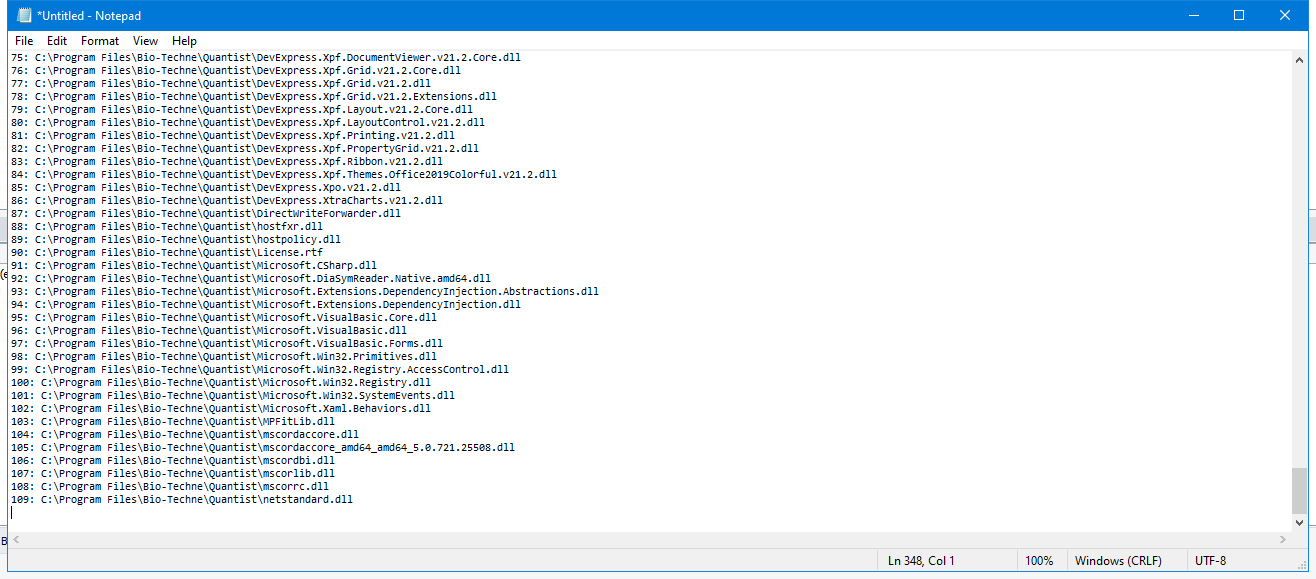 *Untitled - Notepad
File Edit Format View Help
75: C:\Program Files\Bio-Techne\Quantist\DevExpress.Xpf.DocumentViewer.v21.2.Core.dll
76: C:\Program Files\Bio-Techne\Quantist\DevExpress.Xpf.Grid.v21.2.Core.dll
77: C:\Program Files\Bio-Techne\Quantist\DevExpress.Xpf.Grid.v21.2.dll
78: C:\Program Files\Bio-Techne\Quantist\DevExpress.Xpf.Grid.v21.2.Extensions.dll
79: C:\Program Files\Bio-Techne\Quantist\DevExpress.Xpf.Layout.v21.2.Core.dll
80: C:\Program Files\Bio-Techne\Quantist\DevExpress.Xpf.LayoutControl.v21.2.dll
81: C:\Program Files\Bio-Techne\Quantist\DevExpress.Xpf.Printing.v21.2.dll
82: C:\Program Files\Bio-Techne\Quantist\DevExpress.Xpf.PropertyGrid.v21.2.dll
83: C:\Program Files\Bio-Techne\Quantist\DevExpress.Xpf.Ribbon.v21.2.dll
84: C:\Program Files\Bio-Techne\Quantist\DevExpress.Xpf.Themes.Office2019Colorful.v21.2.dll
85: C:\Program Files\Bio-Techne\Quantist\DevExpress.Xpo.v21.2.dll
86: C:\Program Files\Bio-Techne\Quantist\DevExpress.XtraCharts.v21.2.dll
87: C:\Program Files\Bio-Techne\Quantist\DirectWriteForwarder.dll
88: C:\Program Files\Bio-Techne\Quantist\hostfxr.dll
89: C:\Program Files\Bio-Techne\Quantist\hostpolicy.dll
90: C:\Program Files\Bio-Techne\Quantist\License.rtf
91: C:\Program Files\Bio-Techne\Quantist\Microsoft.CSharp.dll
92: C:\Program Files\Bio-Techne\Quantist\Microsoft.DiaSymReader.Native.amd64.dll
93: C:\Program Files\Bio-Techne\Quantist\Microsoft.Extensions.DependencyInjection.Abstractions.dll
94: C:\Program Files\Bio-Techne\Quantist\Microsoft.Extensions.DependencyInjection.dll
95: C:\Program Files\Bio-Techne\Quantist\Microsoft.VisualBasic.Core.dll
96: C:\Program Files\Bio-Techne\Quantist\Microsoft.VisualBasic.dll
97: C:\Program Files\Bio-Techne\Quantist\Microsoft.VisualBasic.Forms.dll
98: C:\Program Files\Bio-Techne\Quantist\Microsoft.Win32.Primitives.dll
99: C:\Program Files\Bio-Techne\Quantist\Microsoft.Win32.Registry.AccessControl.dll
100: C:\Program Files\Bio-Techne\Quantist\Microsoft.Win32.Registry.dll
101: C:\Program Files\Bio-Techne\Quantist\Microsoft.Win32.SystemEvents.dll
102: C:\Program Files\Bio-Techne\Quantist\Microsoft.Xaml.Behaviors.dll
103: C:\Program Files\Bio-Techne\Quantist\MPFitLib.dll
104: C:\Program Files\Bio-Techne\Quantist\mscordaccore.dll
105: C:\Program Files\Bio-Techne\Quantist\mscordaccore_amd64_amd64_5.0.721.25508.dll
106: C:\Program Files\Bio-Techne\Quantist\mscordbi.dll
107: C:\Program Files\Bio-Techne\Quantist\mscorlib.dll
108: C:\Program Files\Bio-Techne\Quantist\mscorrc.dll
109: C:\Program Files\Bio-Techne\Quantist\netstandard.dll
Ln 348, Col 1 100% Windows (CRLF) UTF-8